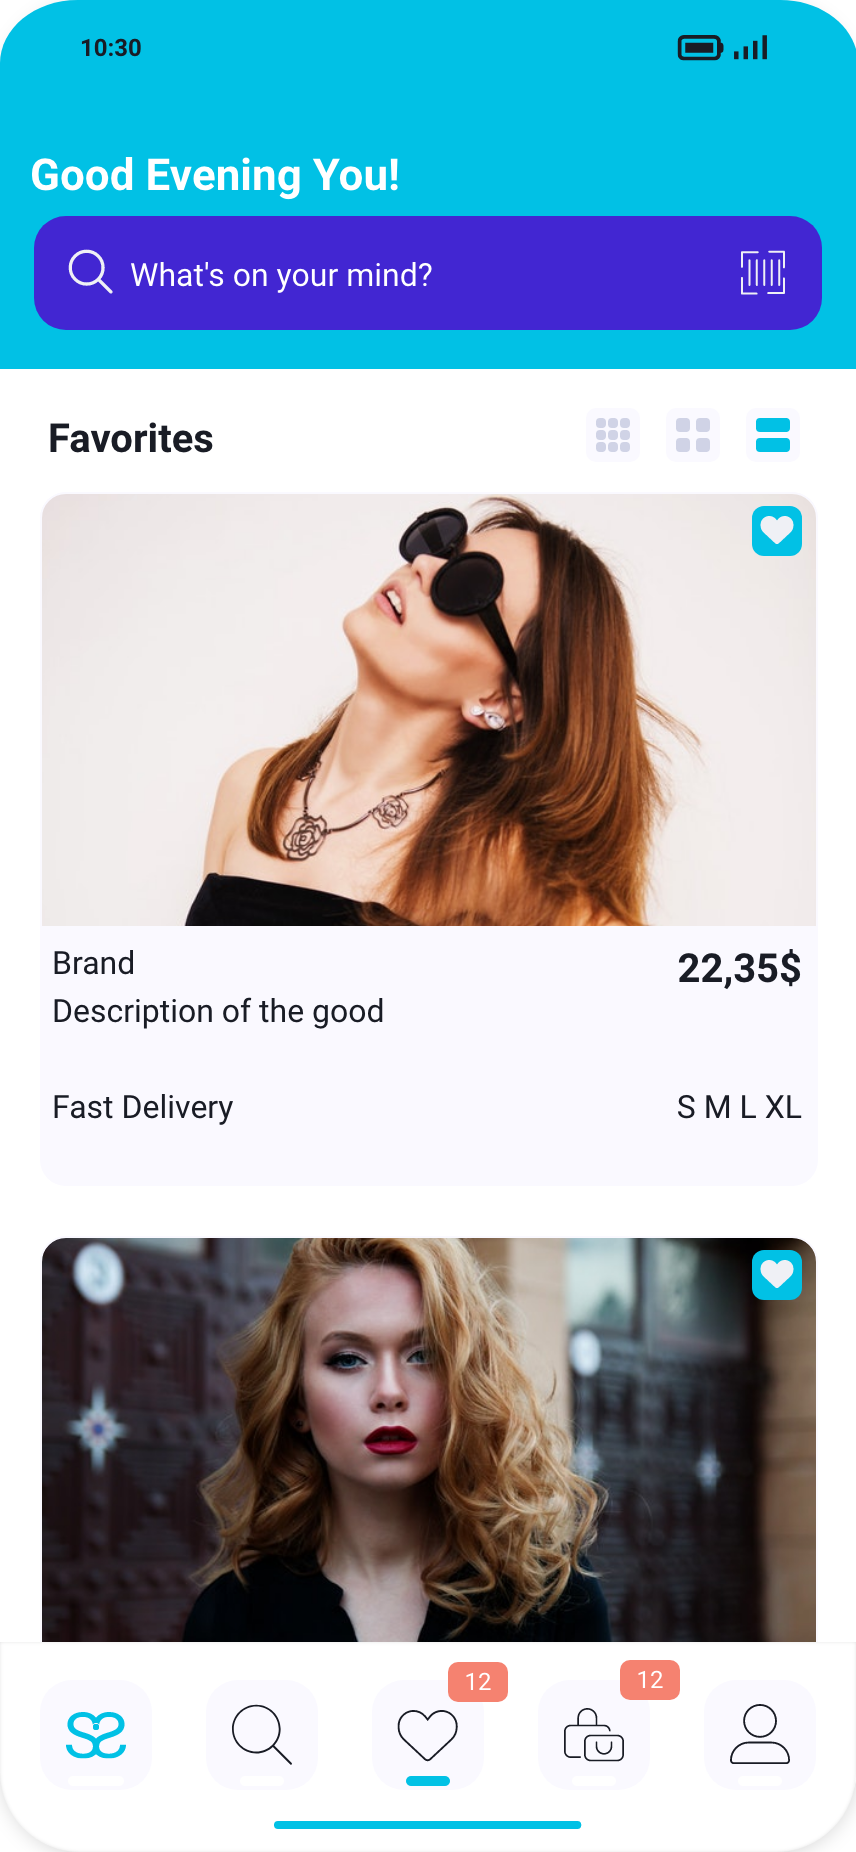 10:30
Good Evening You!
What's on your mind?
Favorites
Brand
22,35$
Description of the good
Fast Delivery
S M L XL
12
12